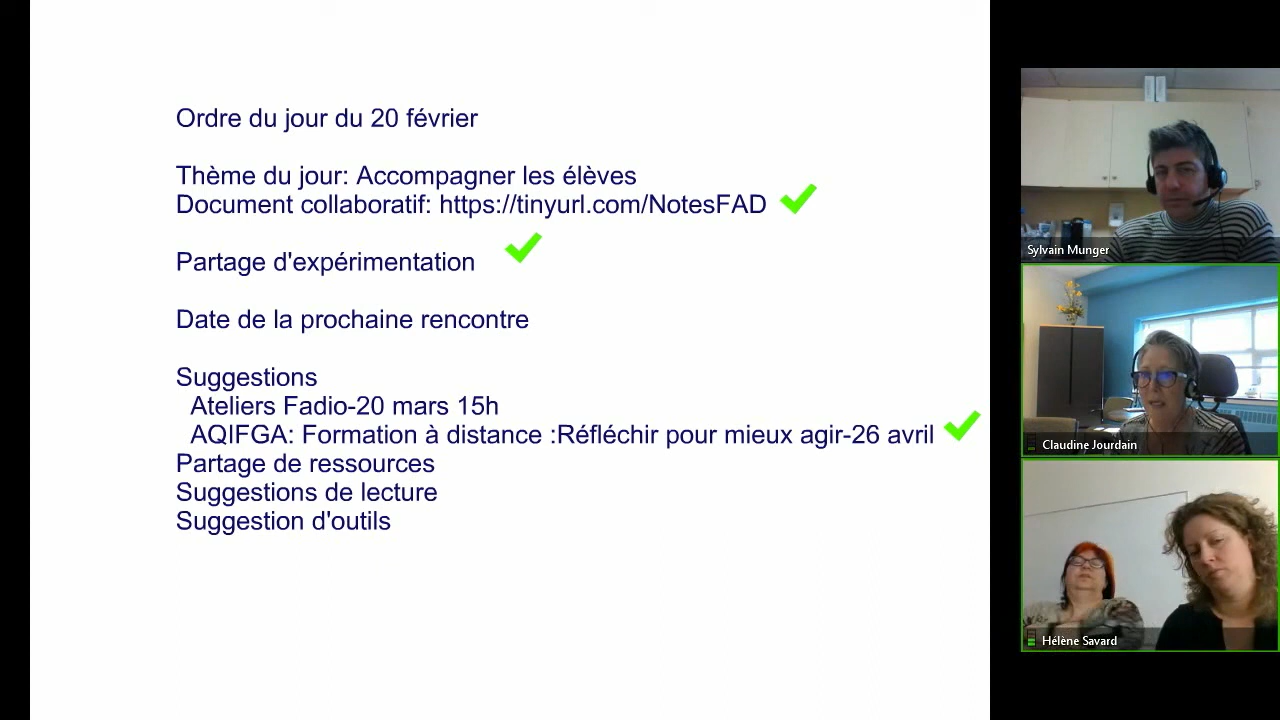 Ordre du jour du 20 février
Thème du jour: Accompagner les élèves
Document collaboratif: https://tinyurl.com/NotesFAD
Partage d'expérimentation
Date de la prochaine rencontre
Suggestions
Ateliers Fadio-20 mars 15h
AQIFGA: Formation à distance :Réfléchir pour mieux agir-26 avril
Partage de ressources
Suggestions de lecture
Suggestion d'outils
Sylvain Munger
Claudine Jourdain
Hélène Savard